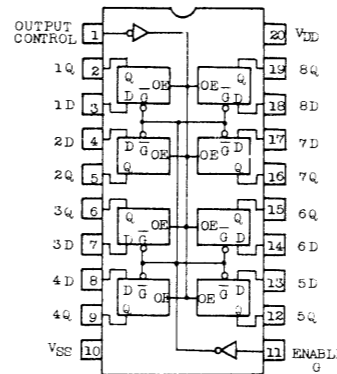 OUTPUT CONTROL 1 20 VDD
1Q 2 Q OE OE Q 19 8Q
1D 3 D G G D 18 8D
2D 4 D G G D 17 7D
2Q 5 Q OE OE Q 16 7Q
3Q 6 Q OE OE Q 15 6Q
3D 7 D G G D 14 6D
4D 8 D G G D 13 5D
4Q 9 Q OE OE Q 12 5Q
VSS 10 11 ENABLE G